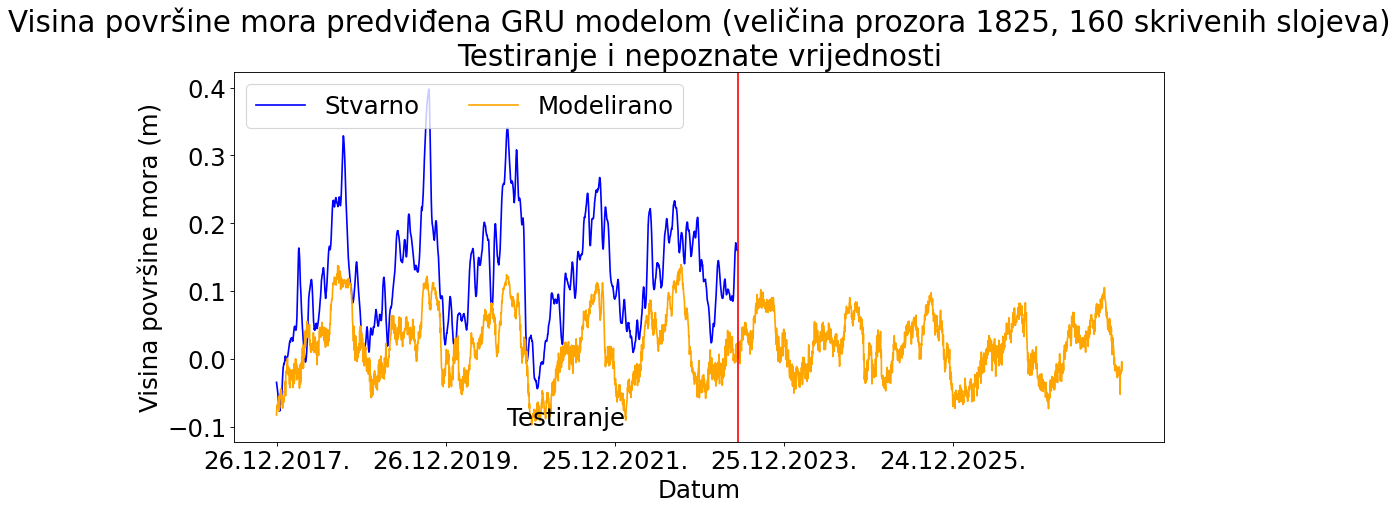 Visina površine mora predviđena GRU modelom (veličina prozora 1825, 160 skrivenih slojeva)
Testiranje i nepoznate vrijednosti
Stvarno Modelirano
Visina površine mora (m)
0.4
0.3
0.2
0.1
0.0
−0.1
Testiranje
26.12.2017. 26.12.2019. 25.12.2021. 25.12.2023. 24.12.2025.
Datum